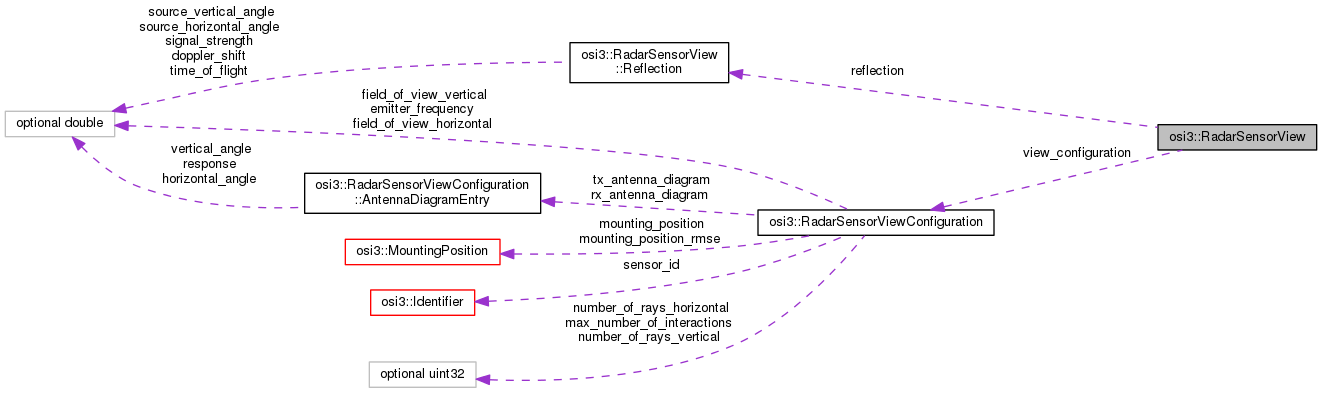 source_vertical_angle
source_horizontal_angle
signal_strength
doppler_shift
time_of_flight
osi3::RadarSensorView
::Reflection
reflection
optional double
field_of_view_vertical
emitter_frequency
field_of_view_horizontal
osi3::RadarSensorView
view_configuration
vertical_angle
response
horizontal_angle
osi3::RadarSensorViewConfiguration
::AntennaDiagramEntry
tx_antenna_diagram
rx_antenna_diagram
osi3::RadarSensorViewConfiguration
mounting_position
mounting_position_rmse
osi3::MountingPosition
sensor_id
osi3::Identifier
number_of_rays_horizontal
max_number_of_interactions
number_of_rays_vertical
optional uint32